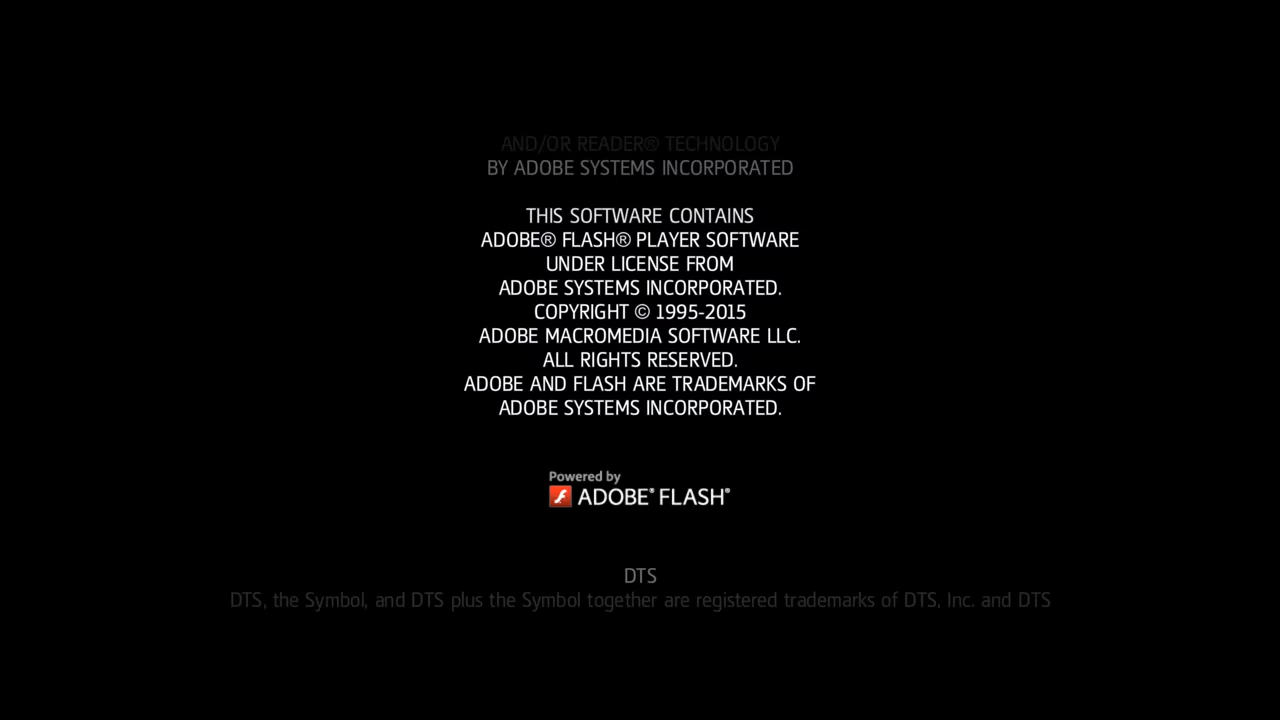 AND/OR READER® TECHNOLOGY
BY ADOBE SYSTEMS INCORPORATED
THIS SOFTWARE CONTAINS
ADOBE® FLASH® PLAYER SOFTWARE
UNDER LICENSE FROM
ADOBE SYSTEMS INCORPORATED.
COPYRIGHT © 1995-2015
ADOBE MACROMEDIA SOFTWARE LLC.
ALL RIGHTS RESERVED.
ADOBE AND FLASH ARE TRADEMARKS OF
ADOBE SYSTEMS INCORPORATED.
Powered by
ADOBE® FLASH®
DTS
DTS, the Symbol, and DTS plus the Symbol together are registered trademarks of DTS, Inc. and DTS